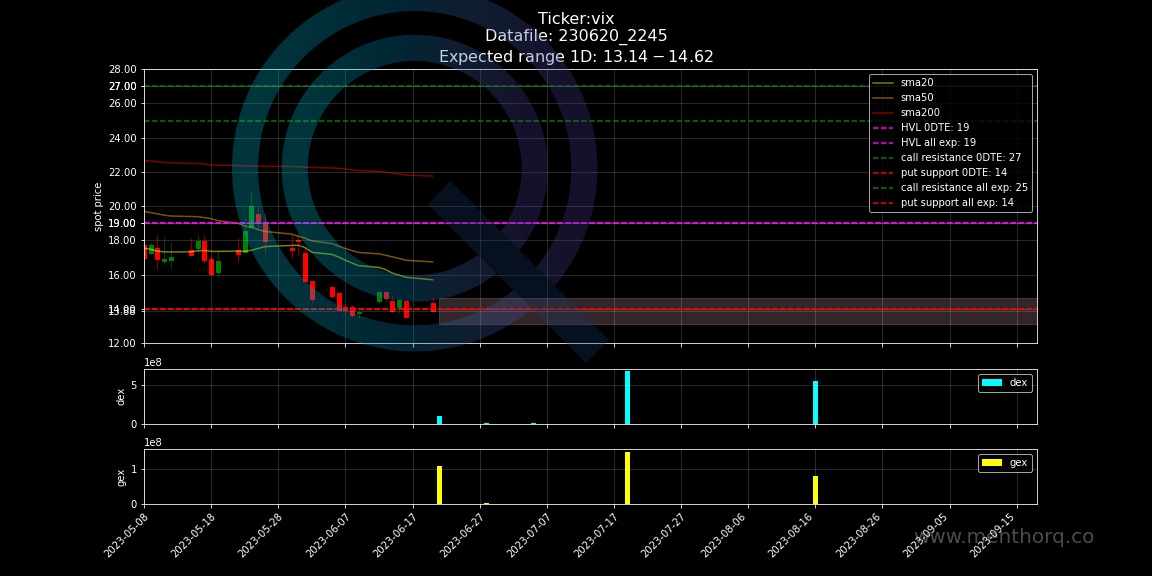 Ticker:vix
Datafile: 230620_2245
Expected range 1D: 13.14 − 14.62
28.00
27.00
26.00
24.00
22.00
20.00
19.00
18.00
16.00
14.00
12.00
spot price
sma20
sma50
sma200
HVL 0DTE: 19
HVL all exp: 19
call resistance 0DTE: 27
put support 0DTE: 14
call resistance all exp: 25
put support all exp: 14
1e8
5
0
dex
dex
1e8
1
0
gex
gex
2023-05-08
2023-05-18
2023-05-28
2023-06-07
2023-06-17
2023-06-27
2023-07-07
2023-07-17
2023-07-27
2023-08-06
2023-08-16
2023-08-26
2023-09-05
2023-09-15
www.menthorq.co